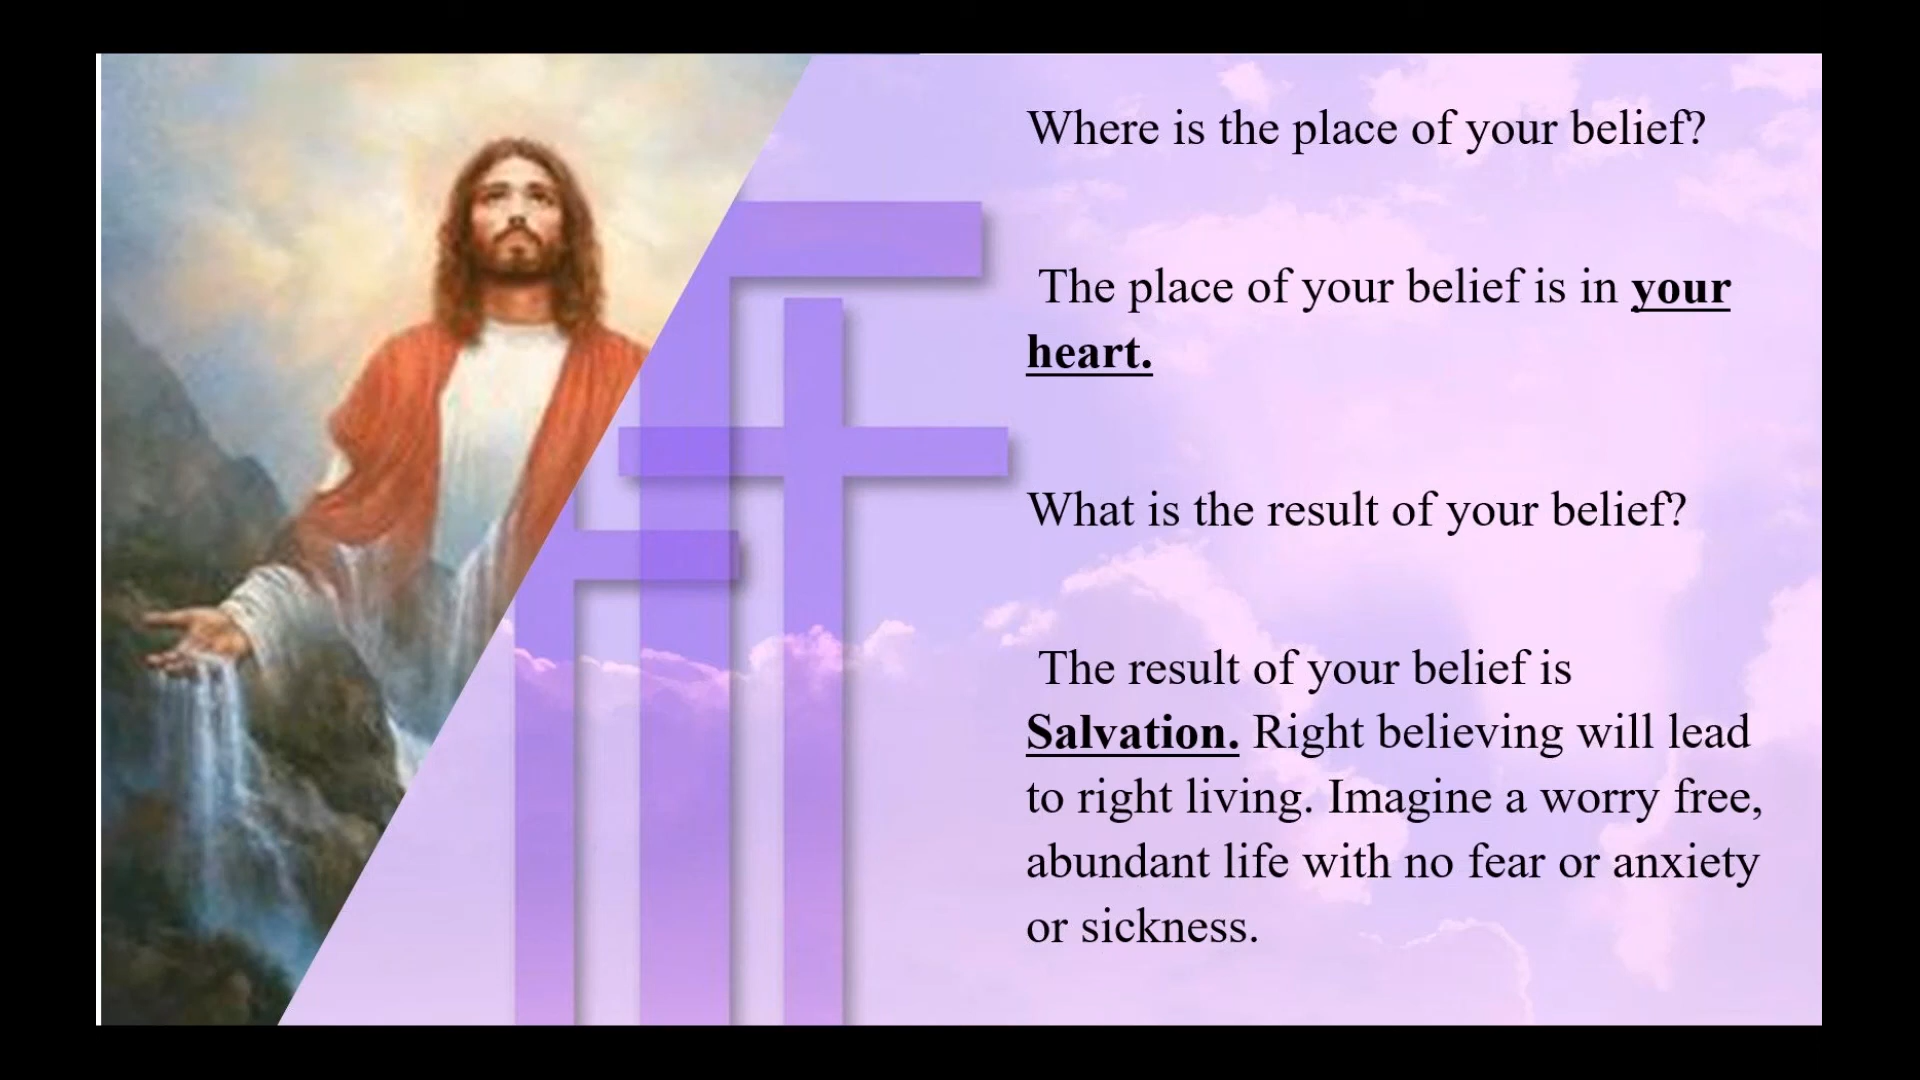 Where is the place of your belief?
The place of your belief is in your
heart.
What is the result of your belief?
The result of your belief is
Salvation. Right believing will lead
to right living. Imagine a worry free,
abundant life with no fear or anxiety
or sickness.